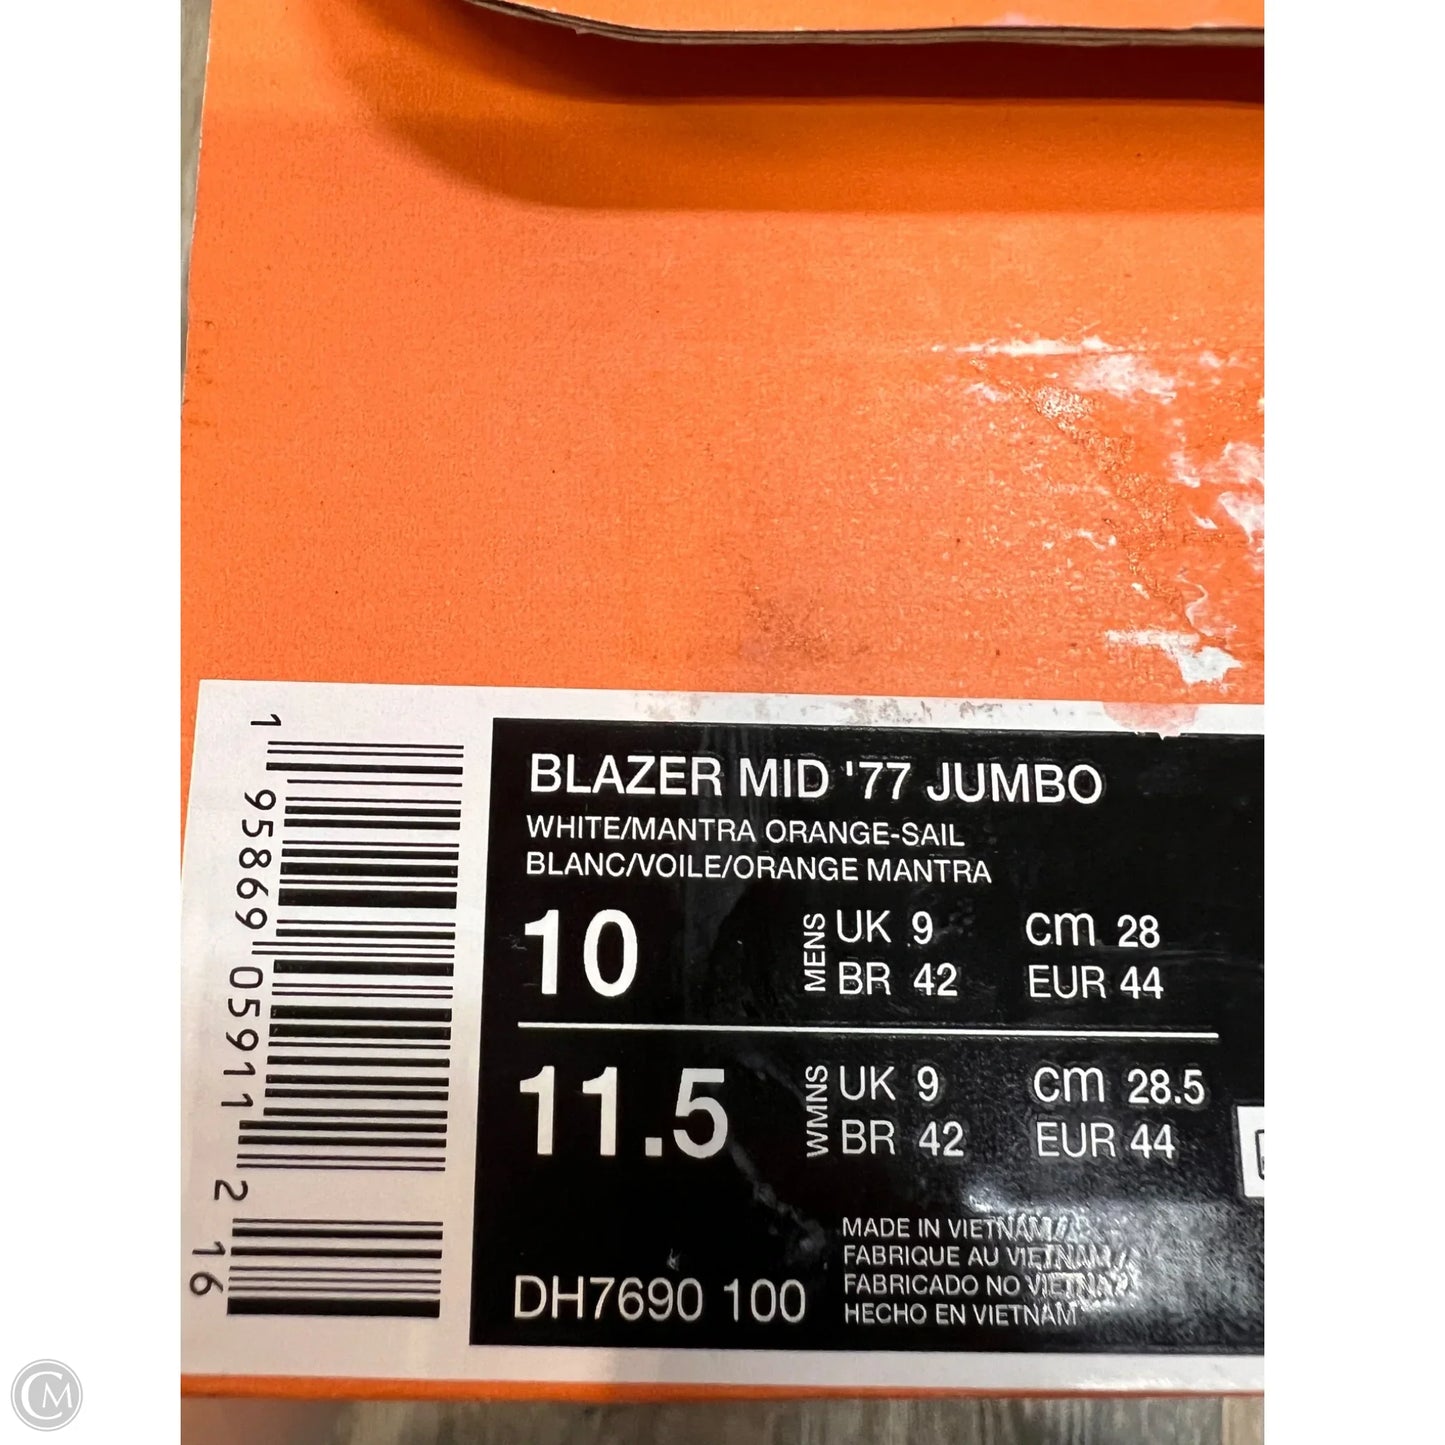 BLAZER MID '77 JUMBO
WHITE/MANTRA ORANGE-SAIL
BLANC/VOILE/ORANGE MANTRA
10 MENS UK 9 cm 28
BR 42 EUR 44
11.5 WMNS UK 9 cm 28.5
BR 42 EUR 44
DH7690 100
MADE IN VIETNAM/
FABRIQUE AU VIETNAM/
FABRICADO NO VIETNAM/
HECHO EN VIETNAM
1 95869 05911 2 16
CM